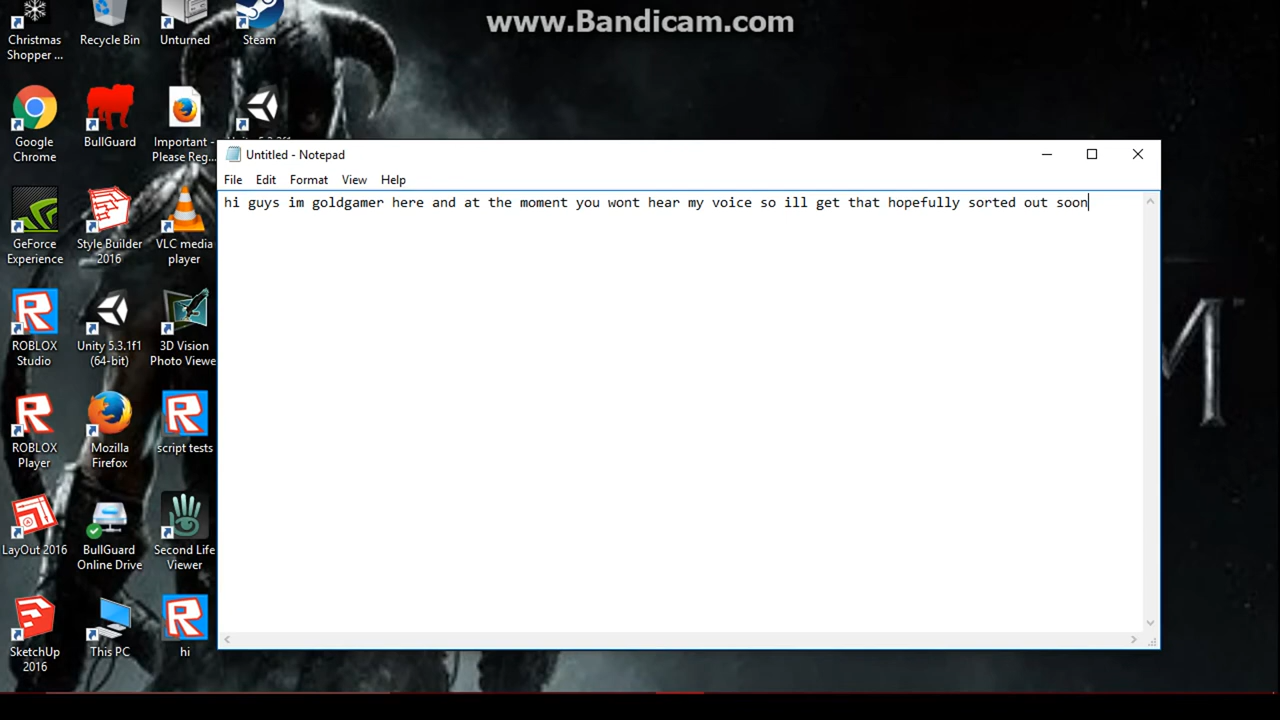 www.Bandicam.com
Christmas
Shopper ...
Recycle Bin
Unturned
Steam
Google
Chrome
BullGuard
Important -
Please Reg...
Untitled - Notepad
File Edit Format View Help
hi guys im goldgamer here and at the moment you wont hear my voice so ill get that hopefully sorted out soon
GeForce
Experience
Style Builder
2016
VLC media
player
ROBLOX
Studio
Unity 5.3.1f1
(64-bit)
3D Vision
Photo Viewe
ROBLOX
Player
Mozilla
Firefox
script tests
LayOut 2016
BullGuard
Online Drive
Second Life
Viewer
SketchUp
2016
This PC
hi
M